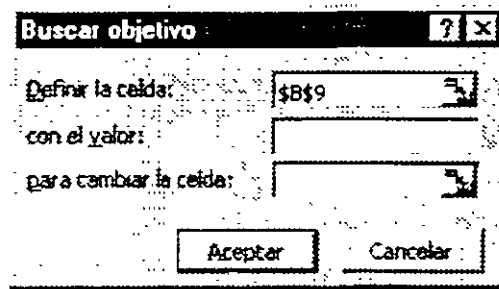 Buscar objetivo ? ×
Definir la celda: $B$9
con el valor:
para cambiar la celda:
Aceptar Cancelar